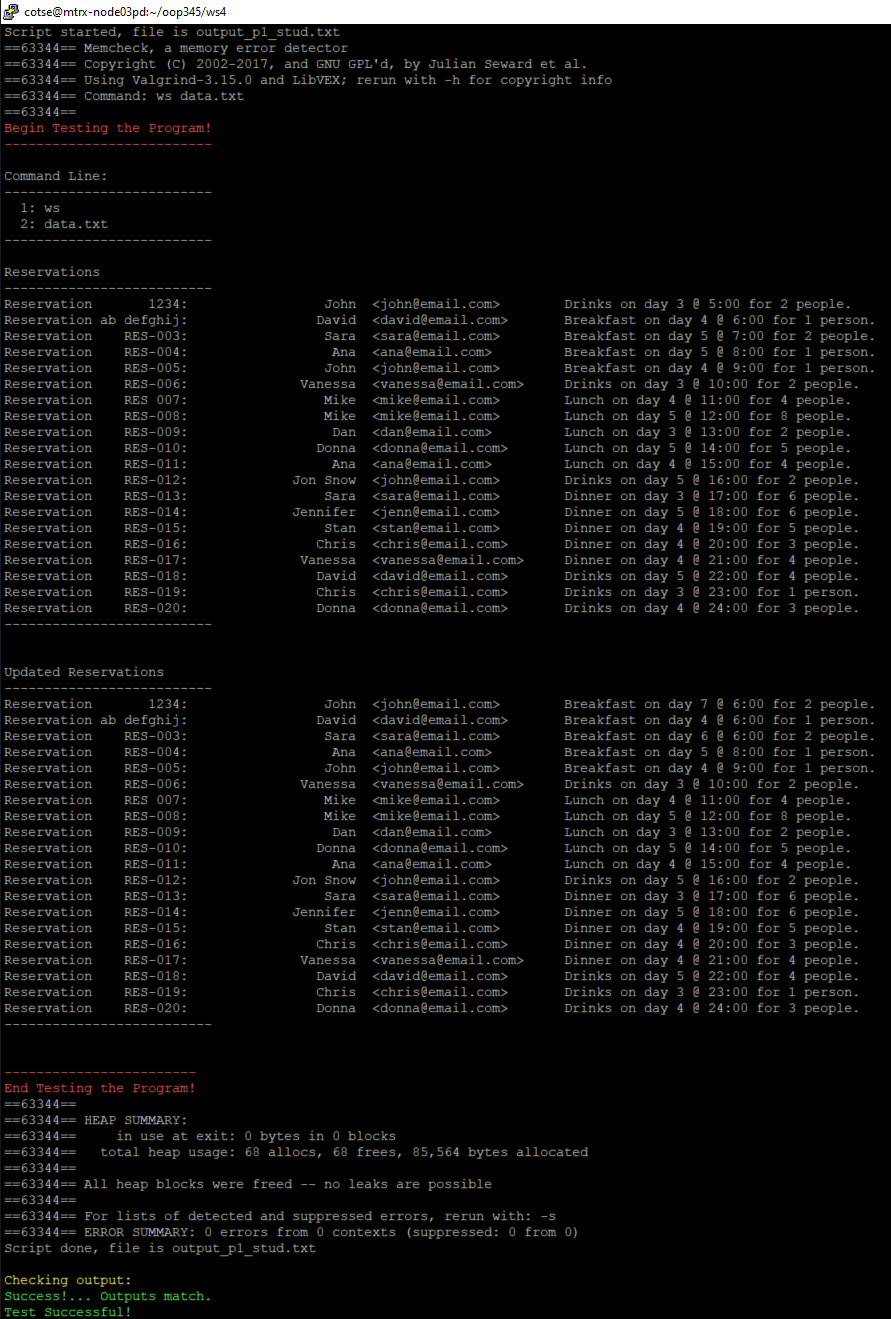 cotse@mtrx-node03pd:~/oop345/ws4
Script started, file is output_p1_stud.txt
==63344== Memcheck, a memory error detector
==63344== Copyright (C) 2002-2017, and GNU GPL'd, by Julian Seward et al.
==63344== Using Valgrind-3.15.0 and LibVEX; rerun with -h for copyright info
==63344== Command: ws data.txt
==63344==
Begin Testing the Program!
--------------------------

Command Line:
--------------------------
  1: ws
  2: data.txt
--------------------------

Reservations
--------------------------
Reservation       1234:                 John  <john@email.com>        Drinks on day 3 @ 5:00 for 2 people.
Reservation ab defghij:                David  <david@email.com>       Breakfast on day 4 @ 6:00 for 1 person.
Reservation    RES-003:                 Sara  <sara@email.com>        Breakfast on day 5 @ 7:00 for 2 people.
Reservation    RES-004:                  Ana  <ana@email.com>         Breakfast on day 5 @ 8:00 for 1 person.
Reservation    RES-005:                 John  <john@email.com>        Breakfast on day 4 @ 9:00 for 1 person.
Reservation    RES-006:              Vanessa  <vanessa@email.com>     Drinks on day 3 @ 10:00 for 2 people.
Reservation    RES 007:                 Mike  <mike@email.com>        Lunch on day 4 @ 11:00 for 4 people.
Reservation    RES-008:                 Mike  <mike@email.com>        Lunch on day 5 @ 12:00 for 8 people.
Reservation    RES-009:                  Dan  <dan@email.com>         Lunch on day 3 @ 13:00 for 2 people.
Reservation    RES-010:                Donna  <donna@email.com>       Lunch on day 5 @ 14:00 for 5 people.
Reservation    RES-011:                  Ana  <ana@email.com>         Lunch on day 4 @ 15:00 for 4 people.
Reservation    RES-012:             Jon Snow  <john@email.com>        Drinks on day 5 @ 16:00 for 2 people.
Reservation    RES-013:                 Sara  <sara@email.com>        Dinner on day 3 @ 17:00 for 6 people.
Reservation    RES-014:             Jennifer  <jenn@email.com>        Dinner on day 5 @ 18:00 for 6 people.
Reservation    RES-015:                 Stan  <stan@email.com>        Dinner on day 4 @ 19:00 for 5 people.
Reservation    RES-016:                Chris  <chris@email.com>       Dinner on day 4 @ 20:00 for 3 people.
Reservation    RES-017:              Vanessa  <vanessa@email.com>     Dinner on day 4 @ 21:00 for 4 people.
Reservation    RES-018:                David  <david@email.com>       Drinks on day 5 @ 22:00 for 4 people.
Reservation    RES-019:                Chris  <chris@email.com>       Drinks on day 3 @ 23:00 for 1 person.
Reservation    RES-020:                Donna  <donna@email.com>       Drinks on day 4 @ 24:00 for 3 people.
--------------------------

Updated Reservations
--------------------------
Reservation       1234:                 John  <john@email.com>        Breakfast on day 7 @ 6:00 for 2 people.
Reservation ab defghij:                David  <david@email.com>       Breakfast on day 4 @ 6:00 for 1 person.
Reservation    RES-003:                 Sara  <sara@email.com>        Breakfast on day 6 @ 6:00 for 2 people.
Reservation    RES-004:                  Ana  <ana@email.com>         Breakfast on day 5 @ 8:00 for 1 person.
Reservation    RES-005:                 John  <john@email.com>        Breakfast on day 4 @ 9:00 for 1 person.
Reservation    RES-006:              Vanessa  <vanessa@email.com>     Drinks on day 3 @ 10:00 for 2 people.
Reservation    RES 007:                 Mike  <mike@email.com>        Lunch on day 4 @ 11:00 for 4 people.
Reservation    RES-008:                 Mike  <mike@email.com>        Lunch on day 5 @ 12:00 for 8 people.
Reservation    RES-009:                  Dan  <dan@email.com>         Lunch on day 3 @ 13:00 for 2 people.
Reservation    RES-010:                Donna  <donna@email.com>       Lunch on day 5 @ 14:00 for 5 people.
Reservation    RES-011:                  Ana  <ana@email.com>         Lunch on day 4 @ 15:00 for 4 people.
Reservation    RES-012:             Jon Snow  <john@email.com>        Drinks on day 5 @ 16:00 for 2 people.
Reservation    RES-013:                 Sara  <sara@email.com>        Dinner on day 3 @ 17:00 for 6 people.
Reservation    RES-014:             Jennifer  <jenn@email.com>        Dinner on day 5 @ 18:00 for 6 people.
Reservation    RES-015:                 Stan  <stan@email.com>        Dinner on day 4 @ 19:00 for 5 people.
Reservation    RES-016:                Chris  <chris@email.com>       Dinner on day 4 @ 20:00 for 3 people.
Reservation    RES-017:              Vanessa  <vanessa@email.com>     Dinner on day 4 @ 21:00 for 4 people.
Reservation    RES-018:                David  <david@email.com>       Drinks on day 5 @ 22:00 for 4 people.
Reservation    RES-019:                Chris  <chris@email.com>       Drinks on day 3 @ 23:00 for 1 person.
Reservation    RES-020:                Donna  <donna@email.com>       Drinks on day 4 @ 24:00 for 3 people.
--------------------------

------------------------
End Testing the Program!
==63344==
==63344== HEAP SUMMARY:
==63344==     in use at exit: 0 bytes in 0 blocks
==63344==   total heap usage: 68 allocs, 68 frees, 85,564 bytes allocated
==63344==
==63344== All heap blocks were freed -- no leaks are possible
==63344==
==63344== For lists of detected and suppressed errors, rerun with: -s
==63344== ERROR SUMMARY: 0 errors from 0 contexts (suppressed: 0 from 0)
Script done, file is output_p1_stud.txt

Checking output:
Success!... Outputs match.
Test Successful!